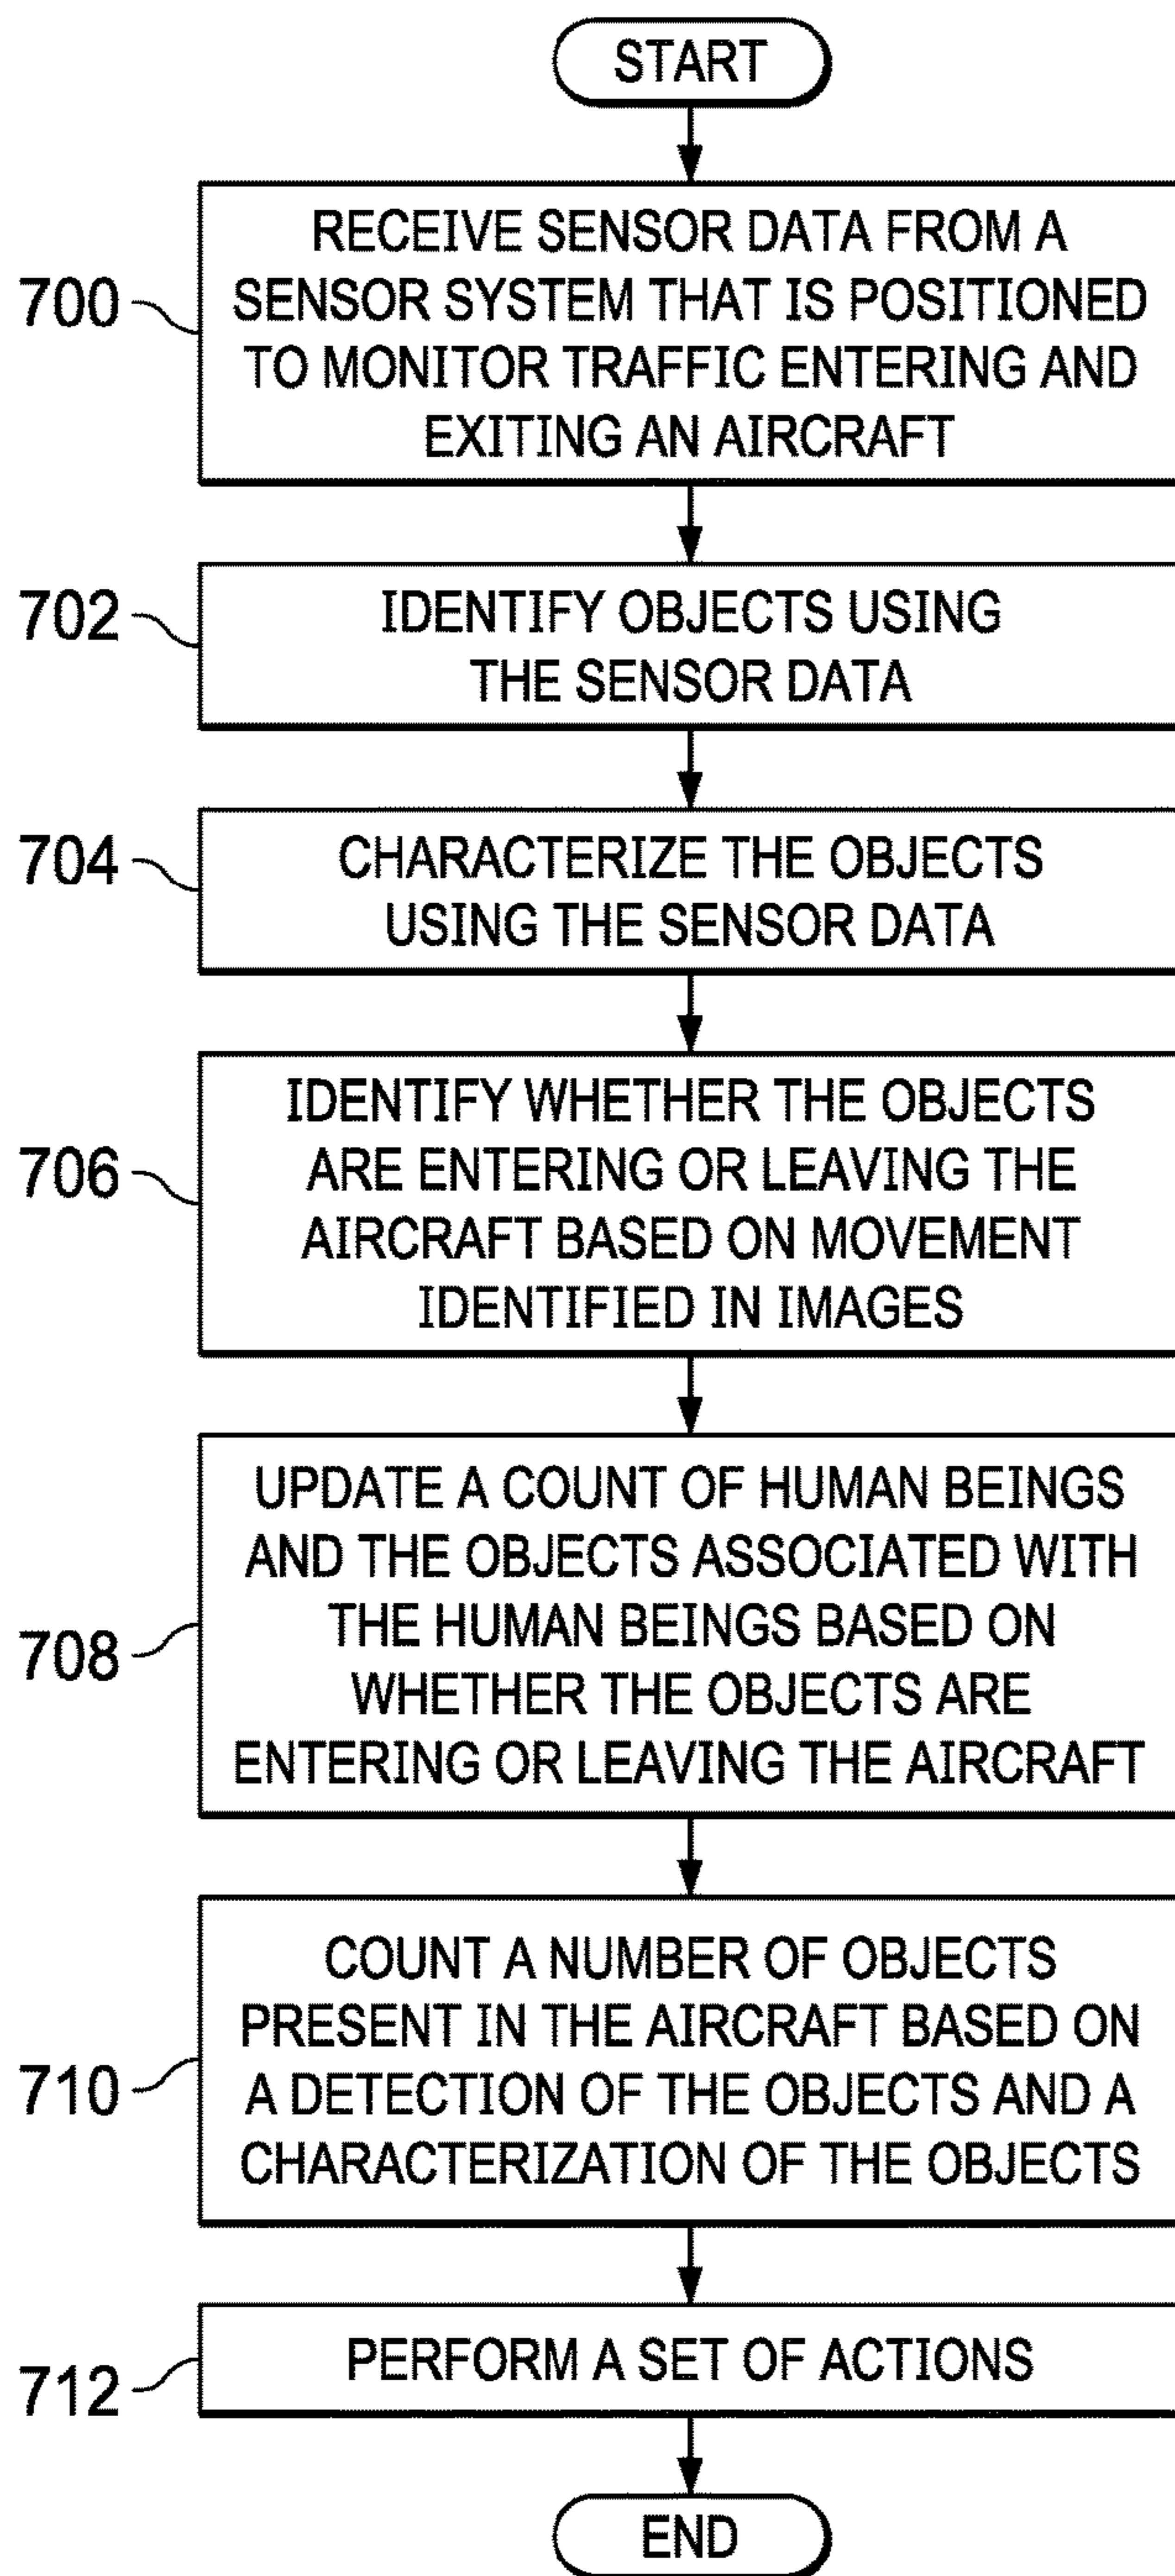 START
700
RECEIVE SENSOR DATA FROM A
SENSOR SYSTEM THAT IS POSITIONED
TO MONITOR TRAFFIC ENTERING AND
EXITING AN AIRCRAFT
702
IDENTIFY OBJECTS USING
THE SENSOR DATA
704
CHARACTERIZE THE OBJECTS
USING THE SENSOR DATA
706
IDENTIFY WHETHER THE OBJECTS
ARE ENTERING OR LEAVING THE
AIRCRAFT BASED ON MOVEMENT
IDENTIFIED IN IMAGES
708
UPDATE A COUNT OF HUMAN BEINGS
AND THE OBJECTS ASSOCIATED WITH
THE HUMAN BEINGS BASED ON
WHETHER THE OBJECTS ARE
ENTERING OR LEAVING THE AIRCRAFT
710
COUNT A NUMBER OF OBJECTS
PRESENT IN THE AIRCRAFT BASED ON
A DETECTION OF THE OBJECTS AND A
CHARACTERIZATION OF THE OBJECTS
712
PERFORM A SET OF ACTIONS
END